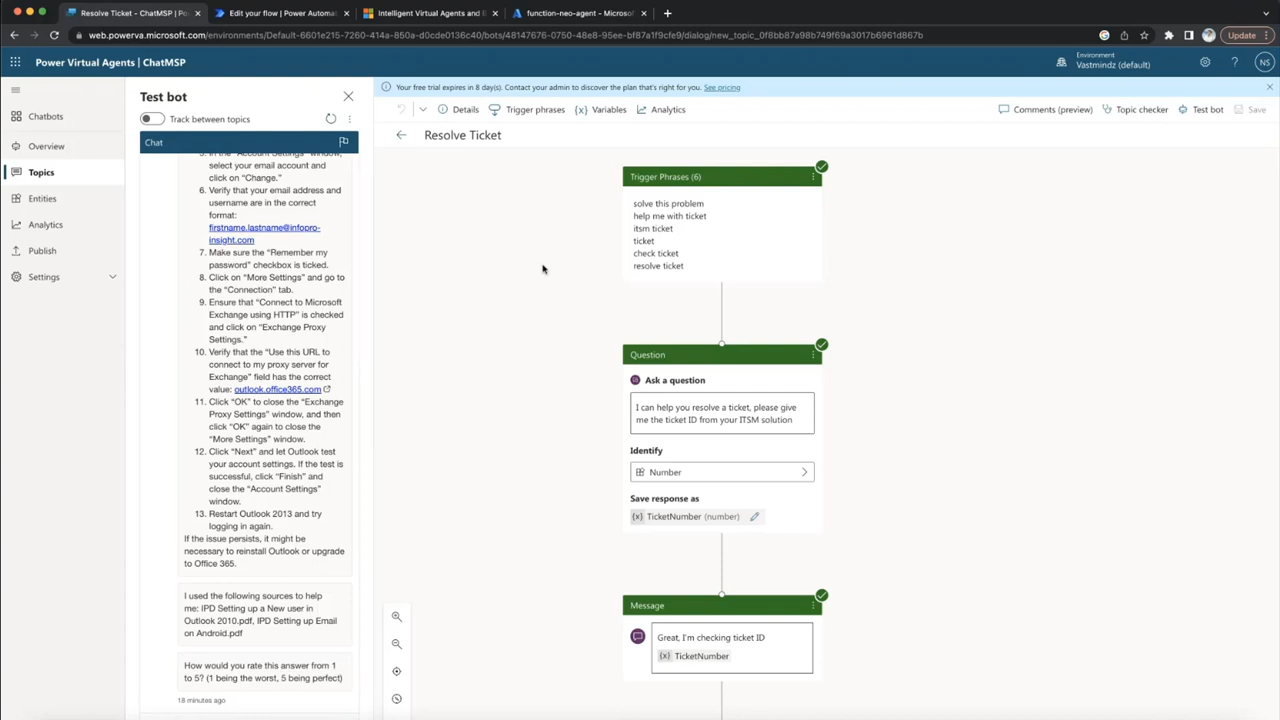 Resolve Ticket - ChatMSP | Po
Edit your flow | Power Automat
Intelligent Virtual Agents and B
function-neo-agent - Microsof
web.powerva.microsoft.com/environments/Default-6601e215-7260-414a-850a-d0cde0136c6b/bots/48147676-0750-48e8-95ee-bf87a1f9cfe9/dialog/new_topic_0f8bb87a98b749f69a3017b6961d867b
Update
Power Virtual Agents | ChatMSP
Environment
Vastmindz (default)
NS
Chatbots
Overview
Topics
Entities
Analytics
Publish
Settings
Test bot
Track between topics
Chat
5. In the "Account Settings" window,
select your email account and
click on "Change."
6. Verify that your email address and
username are in the correct
format:
firstname.lastname@infopro-
insight.com
7. Make sure the "Remember my
password" checkbox is ticked.
8. Click on "More Settings" and go to
the "Connection" tab.
9. Ensure that "Connect to Microsoft
Exchange using HTTP" is checked
and click on "Exchange Proxy
Settings."
10. Verify that the "Use this URL to
connect to my proxy server for
Exchange" field has the correct
value: outlook.office365.com
11. Click "OK" to close the "Exchange
Proxy Settings" window, and then
click "OK" again to close the
"More Settings" window.
12. Click "Next" and let Outlook test
your account settings. If the test is
successful, click "Finish" and
close the "Account Settings"
window.
13. Restart Outlook 2013 and try
logging in again.
If the issue persists, it might be
necessary to reinstall Outlook or upgrade
to Office 365.
I used the following sources to help
me: IPD Setting up a New user in
Outlook 2010.pdf, IPD Setting up Email
on Android.pdf
How would you rate this answer from 1
to 5? (1 being the worst, 5 being perfect)
18 minutes ago
Your free trial expires in 8 day(s). Contact your admin to discover the plan that's right for you. See pricing
Details
Trigger phrases
{x} Variables
Analytics
Comments (preview)
Topic checker
Test bot
Save
Resolve Ticket
Trigger Phrases (6)
solve this problem
help me with ticket
itsm ticket
ticket
check ticket
resolve ticket
Question
Ask a question
I can help you resolve a ticket, please give
me the ticket ID from your ITSM solution
Identify
Number
Save response as
{x} TicketNumber (number)
Message
Great, I'm checking ticket ID
{x} TicketNumber